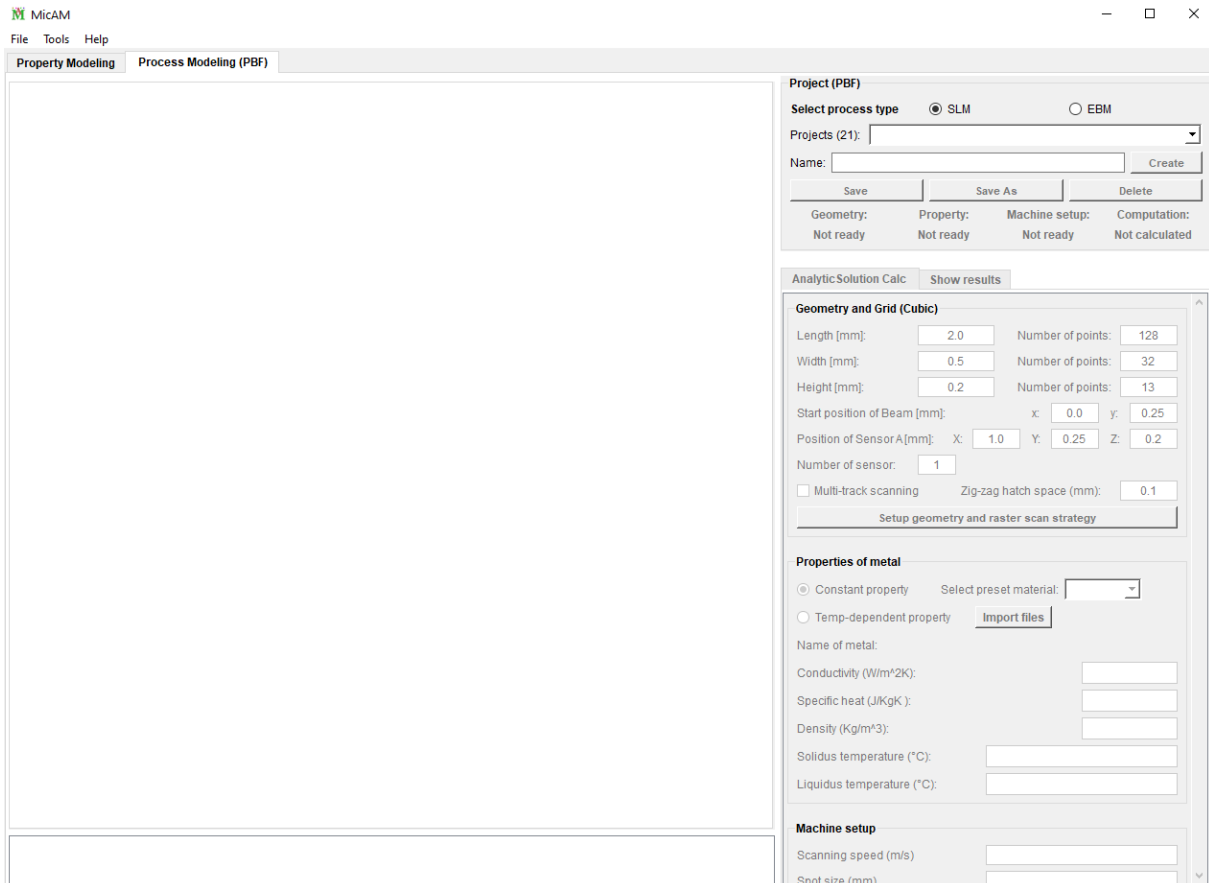 MicAM
File Tools Help
Property Modeling Process Modeling (PBF)
Project (PBF)
Select process type SLM EBM
Projects (21):
Name: Create
Save Save As Delete
Geometry: Property: Machine setup: Computation:
Not ready Not ready Not ready Not calculated
AnalyticSolution Calc Show results
Geometry and Grid (Cubic)
Length [mm]: 2.0 Number of points: 128
Width [mm]: 0.5 Number of points: 32
Height [mm]: 0.2 Number of points: 13
Start position of Beam [mm]: x: 0.0 y: 0.25
Position of Sensor A[mm]: X: 1.0 Y: 0.25 Z: 0.2
Number of sensor: 1
Multi-track scanning Zig-zag hatch space (mm): 0.1
Setup geometry and raster scan strategy
Properties of metal
Constant property Select preset material:
Temp-dependent property Import files
Name of metal:
Conductivity (W/m^2K):
Specific heat (J/KgK ):
Density (Kg/m^3):
Solidus temperature (°C):
Liquidus temperature (°C):
Machine setup
Scanning speed (m/s)
Spot size (mm)